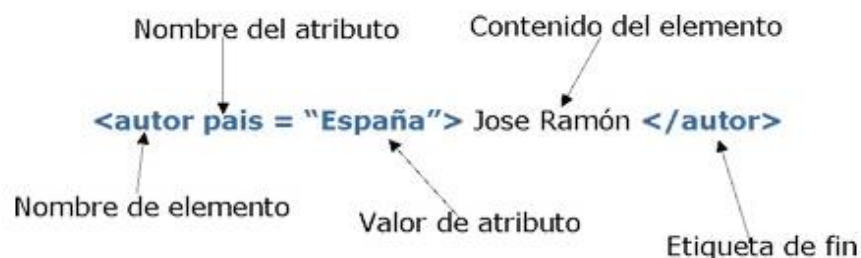 Nombre del atributo
Contenido del elemento
<autor pais = “España”> Jose Ramón </autor>
Nombre de elemento
Valor de atributo
Etiqueta de fin